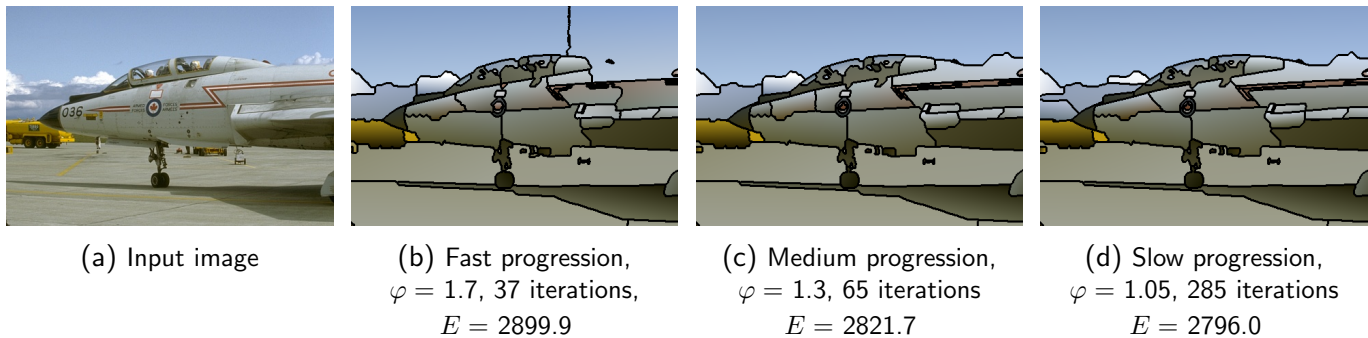 036
(a) Input image
(b) Fast progression,
φ = 1.7, 37 iterations,
E = 2899.9
(c) Medium progression,
φ = 1.3, 65 iterations
E = 2821.7
(d) Slow progression,
φ = 1.05, 285 iterations
E = 2796.0